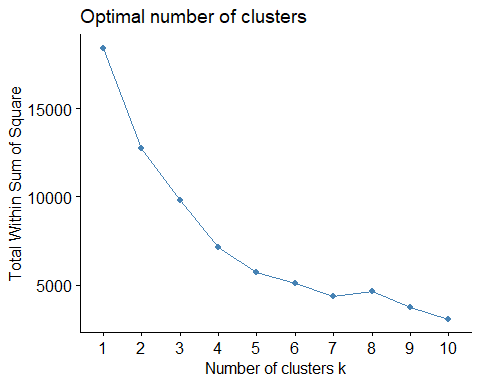 Optimal number of clusters
Total Within Sum of Square
15000
10000
5000
1 2 3 4 5 6 7 8 9 10
Number of clusters k